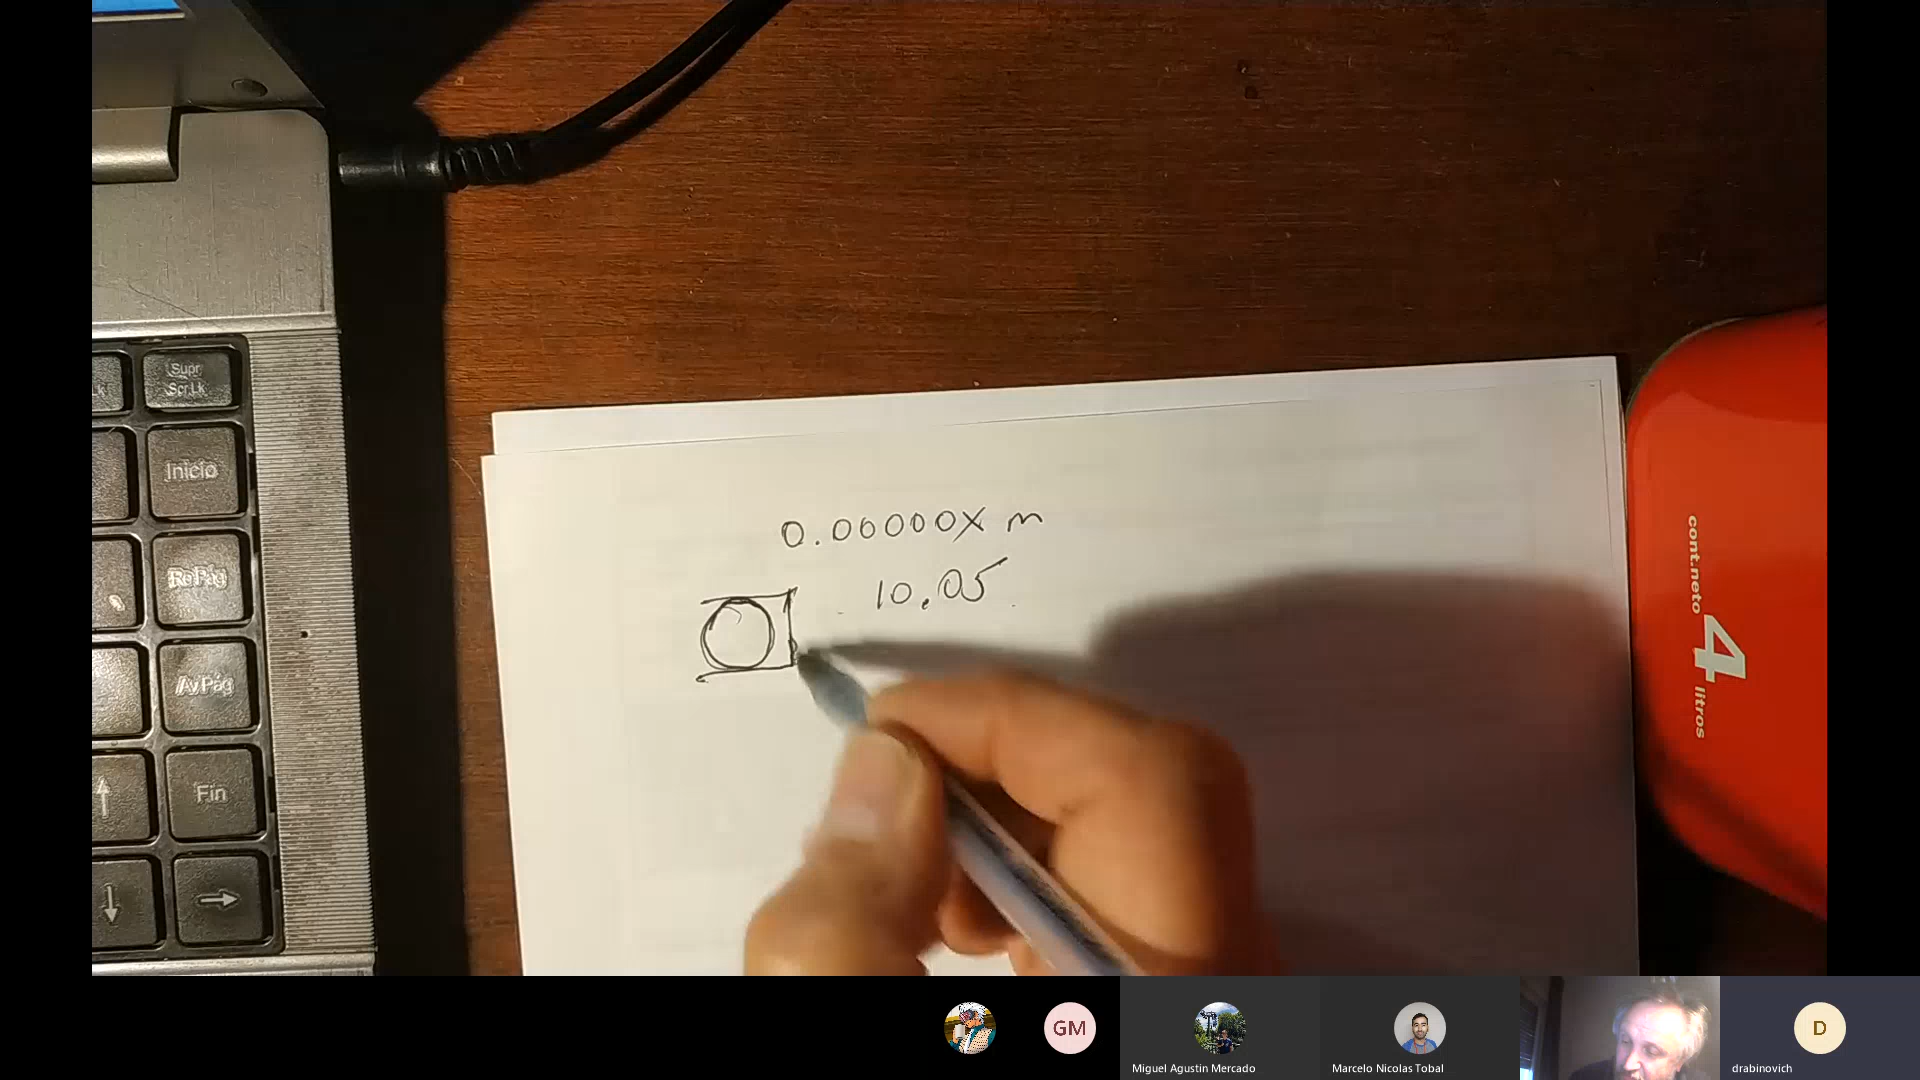 Supr
Scr Lk
Inicio
RePág
AvPág
Fin
0.00000X m
10.05
cont.neto
4
litros
GM
D
Miguel Agustin Mercado
Marcelo Nicolas Tobal
drabinovich